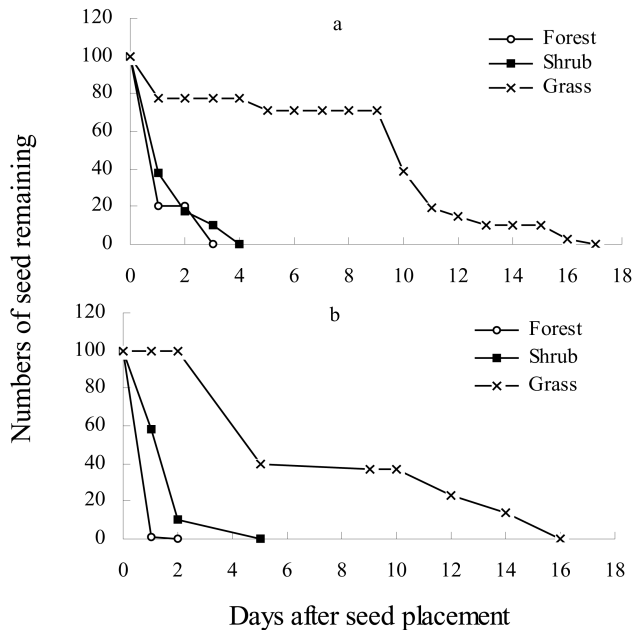 a
120
100
80
60
40
20
0
0 2 4 6 8 10 12 14 16 18
Forest
Shrub
Grass
b
120
100
80
60
40
20
0
0 2 4 6 8 10 12 14 16 18
Forest
Shrub
Grass
Numbers of seed remaining
Days after seed placement